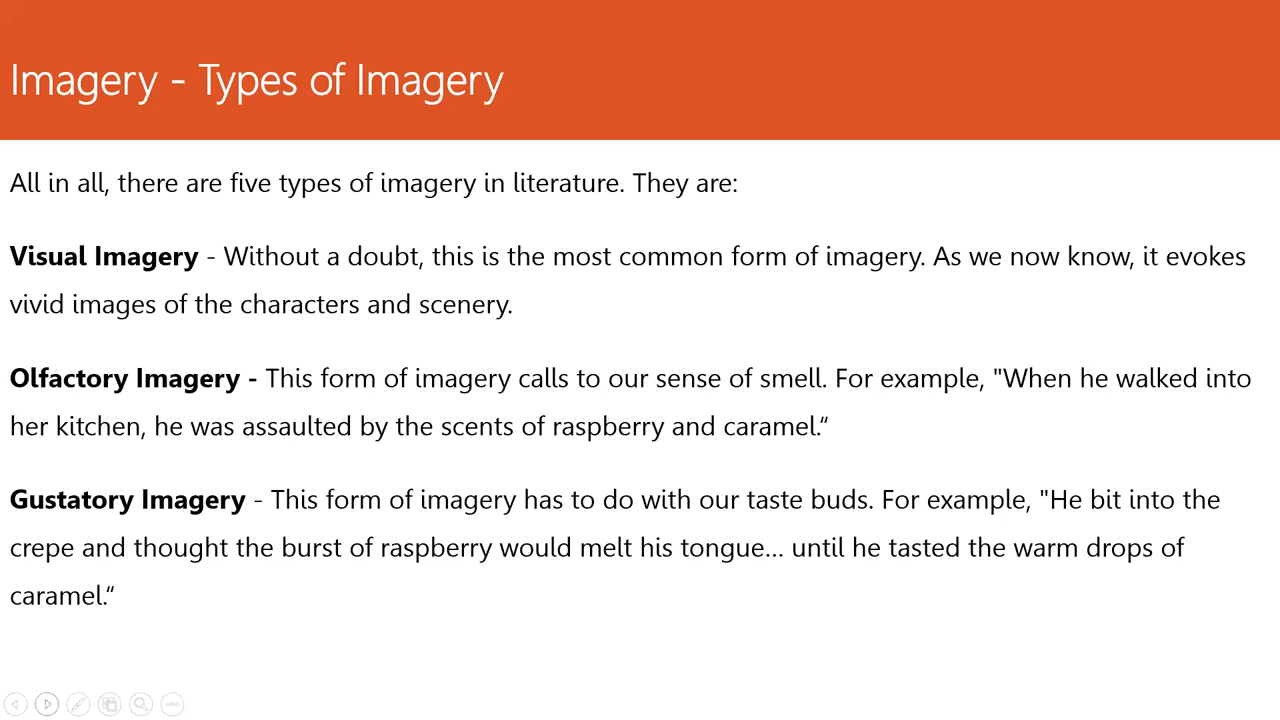 Imagery - Types of Imagery
All in all, there are five types of imagery in literature. They are:
Visual Imagery - Without a doubt, this is the most common form of imagery. As we now know, it evokes
vivid images of the characters and scenery.
Olfactory Imagery - This form of imagery calls to our sense of smell. For example, "When he walked into
her kitchen, he was assaulted by the scents of raspberry and caramel.“
Gustatory Imagery - This form of imagery has to do with our taste buds. For example, "He bit into the
crepe and thought the burst of raspberry would melt his tongue... until he tasted the warm drops of
caramel.“